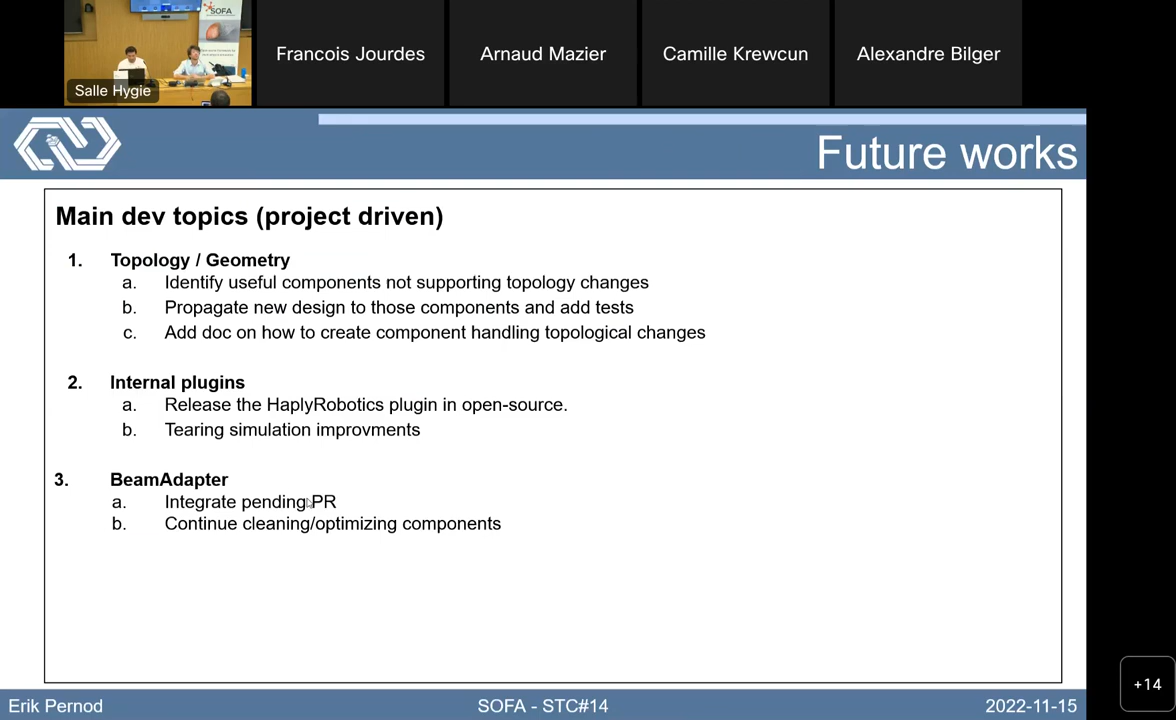 SOFA
Salle Hygie
Francois Jourdes
Arnaud Mazier
Camille Krewcun
Alexandre Bilger
Future works
Main dev topics (project driven)
1. Topology / Geometry
a. Identify useful components not supporting topology changes
b. Propagate new design to those components and add tests
c. Add doc on how to create component handling topological changes
2. Internal plugins
a. Release the HaplyRobotics plugin in open-source.
b. Tearing simulation improvments
3. BeamAdapter
a. Integrate pending PR
b. Continue cleaning/optimizing components
+14
Erik Pernod
SOFA - STC#14
2022-11-15